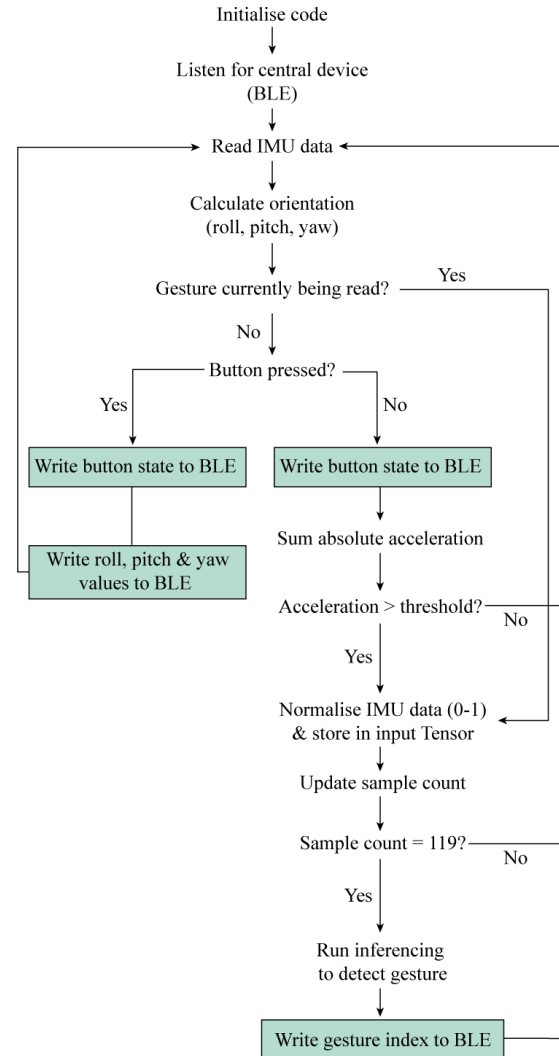 Initialise code
Listen for central device
(BLE)
Read IMU data
Calculate orientation
(roll, pitch, yaw)
Gesture currently being read?
Yes
No
Button pressed?
Yes
No
Write button state to BLE
Write button state to BLE
Write roll, pitch & yaw
values to BLE
Sum absolute acceleration
Acceleration > threshold?
No
Yes
Normalise IMU data (0-1)
& store in input Tensor
Update sample count
Sample count = 119?
No
Yes
Run inferencing
to detect gesture
Write gesture index to BLE